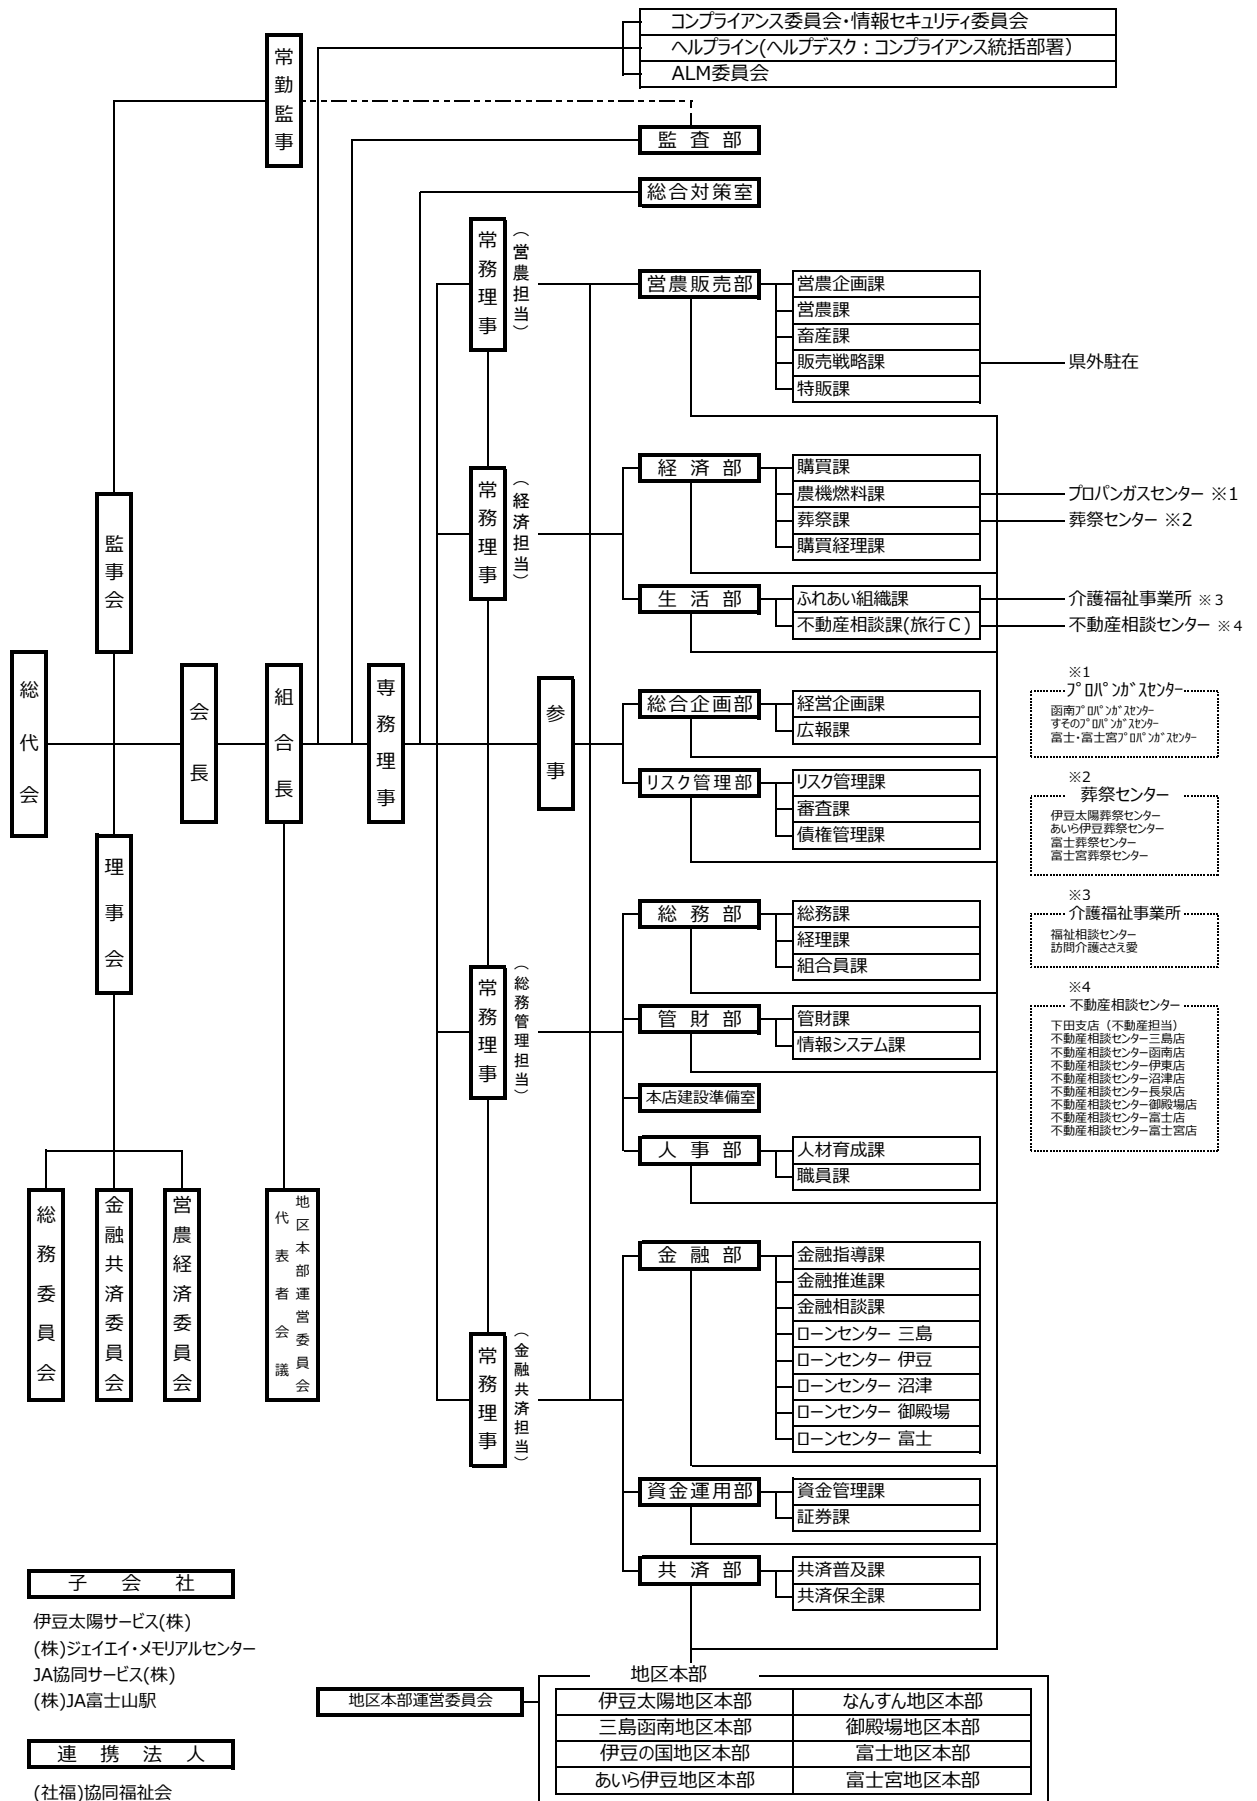 コンプライアンス委員会・情報セキュリティ委員会
ヘルプライン(ヘルプデスク：コンプライアンス統括部署）
ALM委員会
常勤監事
監査部
総合対策室
常務理事
（営農担当）
営農販売部
営農企画課
営農課
畜産課
販売戦略課
県外駐在
特販課
常務理事
（経済担当）
経済部
購買課
農機燃料課
プロパンガスセンター ※1
葬祭課
葬祭センター ※2
購買経理課
生活部
ふれあい組織課
介護福祉事業所 ※3
不動産相談課(旅行Ｃ)
不動産相談センター ※4
監事会
総代会
会長
組合長
専務理事
参事
総合企画部
経営企画課
広報課
リスク管理部
リスク管理課
審査課
債権管理課
理事会
※1
ﾌﾟﾛﾊﾟﾝｶﾞｽｾﾝﾀｰ
函南ﾌﾟﾛﾊﾟﾝｶﾞｽｾﾝﾀｰ
すそのﾌﾟﾛﾊﾟﾝｶﾞｽｾﾝﾀｰ
富士・富士宮ﾌﾟﾛﾊﾟﾝｶﾞｽｾﾝﾀｰ
※2
葬祭センター
伊豆太陽葬祭センター
あいら伊豆葬祭センター
富士葬祭センター
富士宮葬祭センター
※3
介護福祉事業所
福祉相談センター
訪問介護ささえ愛
※4
不動産相談センター
下田支店（不動産担当）
不動産相談センター三島店
不動産相談センター函南店
不動産相談センター伊東店
不動産相談センター沼津店
不動産相談センター長泉店
不動産相談センター御殿場店
不動産相談センター富士店
不動産相談センター富士宮店
常務理事
（総務管理担当）
総務部
総務課
経理課
組合員課
管財部
管財課
情報システム課
本店建設準備室
人事部
人材育成課
職員課
総務委員会
金融共済委員会
営農経済委員会
地区本部運営委員会
代表者会議
常務理事
（金融共済担当）
金融部
金融指導課
金融推進課
金融相談課
ローンセンター 三島
ローンセンター 伊豆
ローンセンター 沼津
ローンセンター 御殿場
ローンセンター 富士
資金運用部
資金管理課
証券課
共済部
共済普及課
共済保全課
子会社
伊豆太陽サービス(株)
(株)ジェイエイ・メモリアルセンター
JA協同サービス(株)
(株)JA富士山駅
連携法人
(社福)協同福祉会
地区本部運営委員会
地区本部
伊豆太陽地区本部 なんすん地区本部
三島函南地区本部 御殿場地区本部
伊豆の国地区本部 富士地区本部
あいら伊豆地区本部 富士宮地区本部